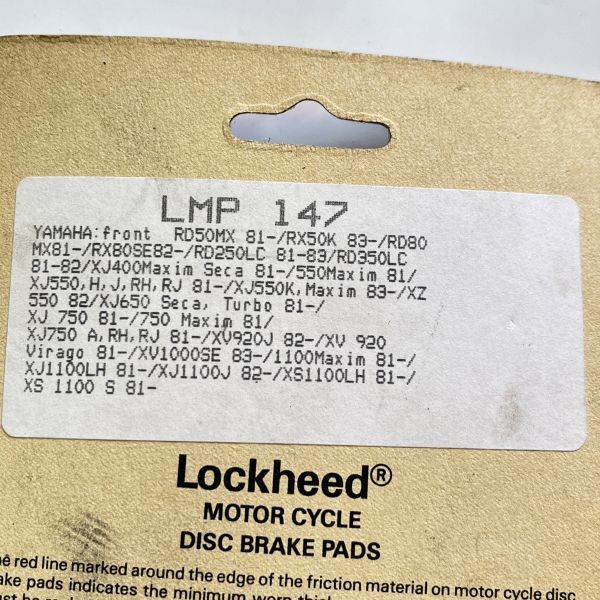 LMP 147
YAMAHA:front RD50MX 81-/RX50K 83-/RD80
MX81-/RX80SE82-/RD250LC 81-83/RD350LC
81-82/XJ400Maxim Seca 81-/550Maxim 81/
XJ550,H,J,RH,RJ 81-/XJ550K,Maxim 83-/XZ
550 82/XJ650 Seca, Turbo 81-/
XJ 750 81-/750 Maxim 81/
XJ750 A,RH,RJ 81-/XV920J 82-/XV 920
Virago 81-/XV1000SE 83-/1100Maxim 81-/
XJ1100LH 81-/XJ1100J 82-/XS1100LH 81-/
XS 1100 S 81-
Lockheed®
MOTOR CYCLE
DISC BRAKE PADS
red line marked around the edge of the friction material on motor cycle disc
pads indicates the minimum worn